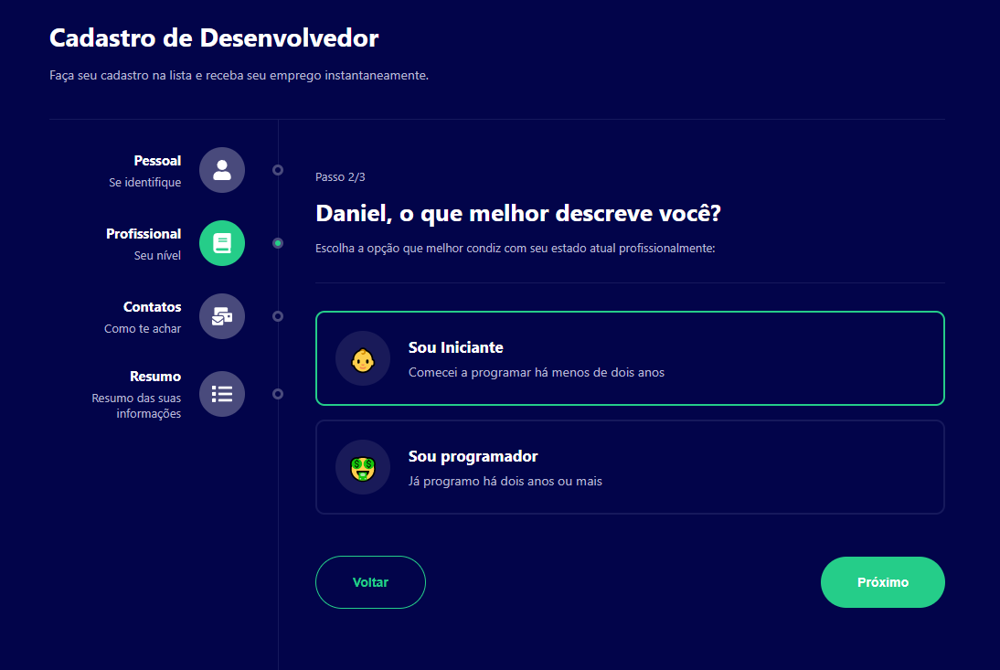 Cadastro de Desenvolvedor
Faça seu cadastro na lista e receba seu emprego instantaneamente.
Pessoal
Se identifique
Profissional
Seu nível
Contatos
Como te achar
Resumo
Resumo das suas
informações
Passo 2/3
Daniel, o que melhor descreve você?
Escolha a opção que melhor condiz com seu estado atual profissionalmente:
Sou Iniciante
Comecei a programar há menos de dois anos
Sou programador
Já programo há dois anos ou mais
Voltar
Próximo